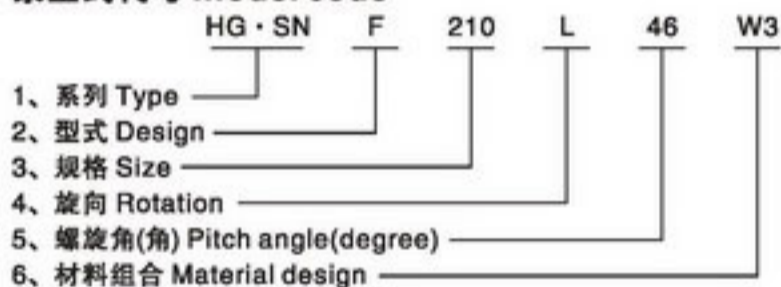 HG·SN F 210 L 46 W3
1、系列 Type
2、型式 Design
3、规格 Size
4、旋向 Rotation
5、螺旋角(角) Pitch angle(degree)
6、材料组合 Material design